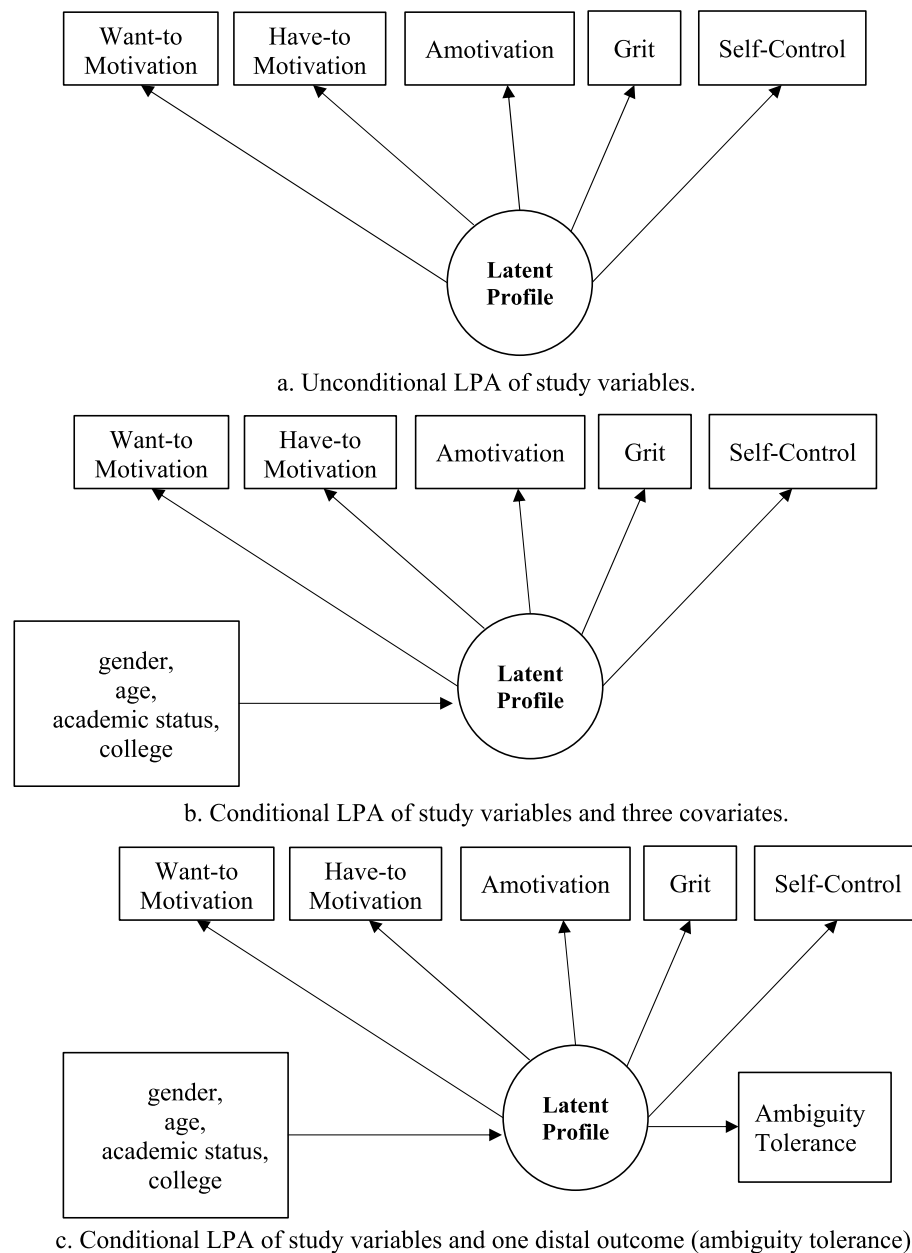 Want-to
Motivation
Have-to
Motivation
Amotivation
Grit
Self-Control
Latent
Profile
a. Unconditional LPA of study variables.
Want-to
Motivation
Have-to
Motivation
Amotivation
Grit
Self-Control
gender,
age,
academic status,
college
Latent
Profile
b. Conditional LPA of study variables and three covariates.
Want-to
Motivation
Have-to
Motivation
Amotivation
Grit
Self-Control
gender,
age,
academic status,
college
Latent
Profile
Ambiguity
Tolerance
c. Conditional LPA of study variables and one distal outcome (ambiguity tolerance)